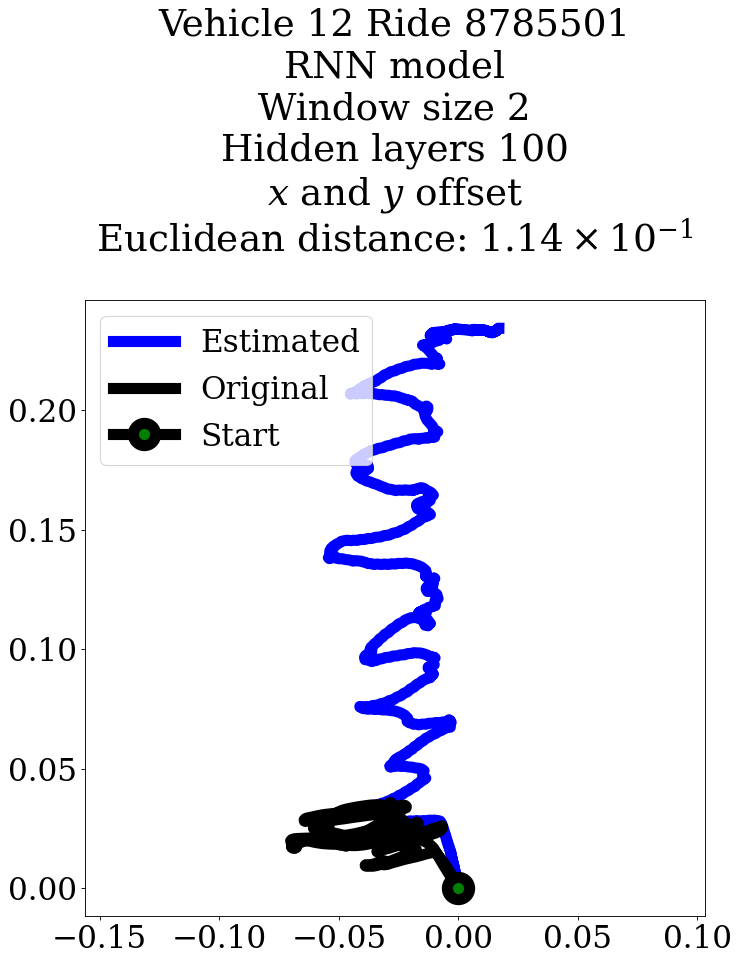 Vehicle 12 Ride 8785501
RNN model
Window size 2
Hidden layers 100
x and y offset
Euclidean distance: 1.14 × 10⁻¹
Estimated
Original
Start
0.20
0.15
0.10
0.05
0.00
−0.15 −0.10 −0.05 0.00 0.05 0.10